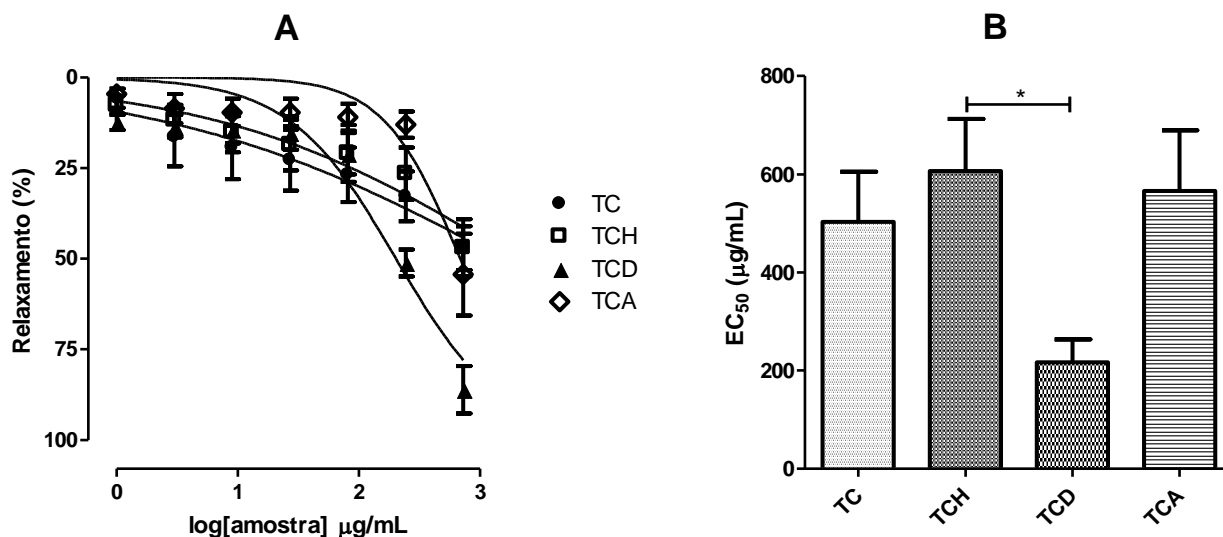 A
0
25
50
75
100
Relaxamento (%)
0 1 2 3
log[amostra] μg/mL
TC
TCH
TCD
TCA
B
800
600
400
200
0
EC50 (μg/mL)
*
TC TCH TCD TCA